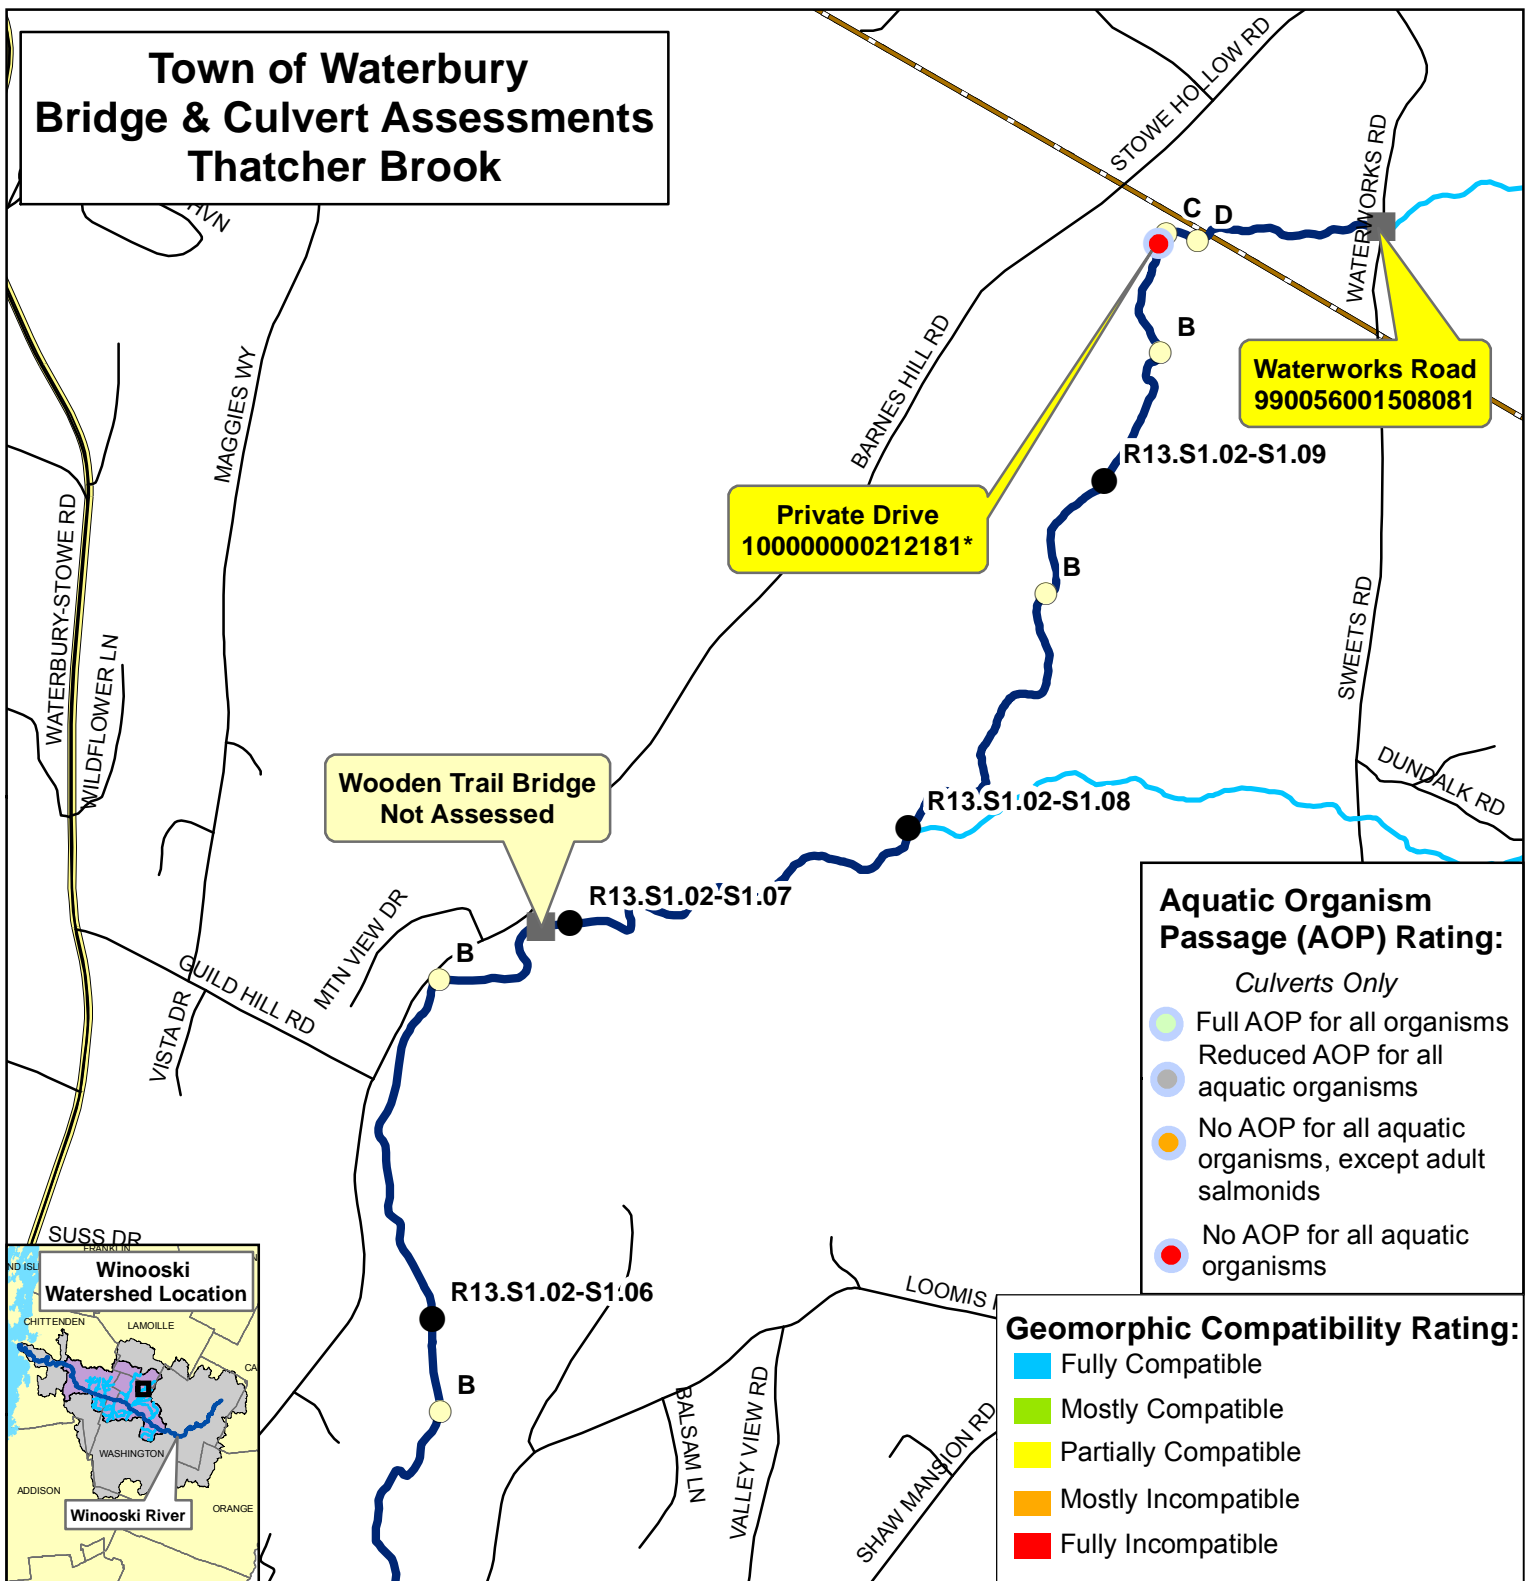 Town of Waterbury
Bridge & Culvert Assessments
Thatcher Brook
HVN
STOWE HOLLOW RD
WATERWORKS RD
C
D
B
Waterworks Road
990056001508081
BARNES HILL RD
MAGGIES WY
R13.S1.02-S1.09
Private Drive
100000000212181*
B
WATERBURY-STOWE RD
SWEETS RD
WILDFLOWER LN
DUNDALK RD
Wooden Trail Bridge
Not Assessed
R13.S1.02-S1.08
R13.S1.02-S1.07
MTN VIEW DR
B
GUILD HILL RD
VISTA DR
Aquatic Organism
Passage (AOP) Rating:
Culverts Only
Full AOP for all organisms
Reduced AOP for all
aquatic organisms
No AOP for all aquatic
organisms, except adult
salmonids
No AOP for all aquatic
organisms
SUSS DR
R13.S1.02-S1.06
LOOMIS
B
BALSAM LN
VALLEY VIEW RD
SHAW MANSION RD
Geomorphic Compatibility Rating:
Fully Compatible
Mostly Compatible
Partially Compatible
Mostly Incompatible
Fully Incompatible
FRANKLIN
ND ISL
Winooski
Watershed Location
CHITTENDEN
LAMOILLE
CA
WASHINGTON
ADDISON
ORANGE
Winooski River